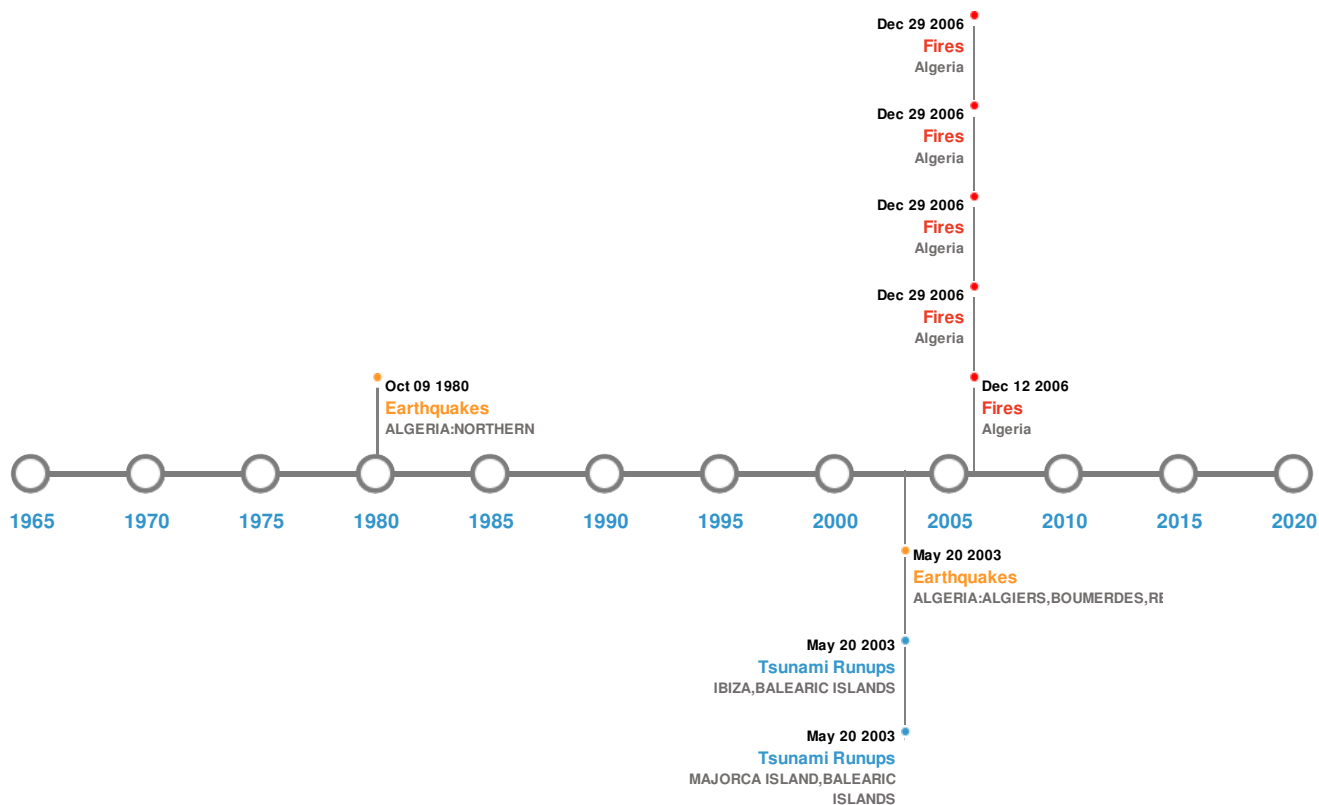 Dec 29 2006
Fires
Algeria
Dec 29 2006
Fires
Algeria
Dec 29 2006
Fires
Algeria
Dec 29 2006
Fires
Algeria
Oct 09 1980
Earthquakes
ALGERIA:NORTHERN
Dec 12 2006
Fires
Algeria
1965 1970 1975 1980 1985 1990 1995 2000 2005 2010 2015 2020
May 20 2003
Earthquakes
ALGERIA:ALGIERS,BOUMERDES,
May 20 2003
Tsunami Runups
IBIZA,BALEARIC ISLANDS
May 20 2003
Tsunami Runups
MAJORCA ISLAND,BALEARIC
ISLANDS